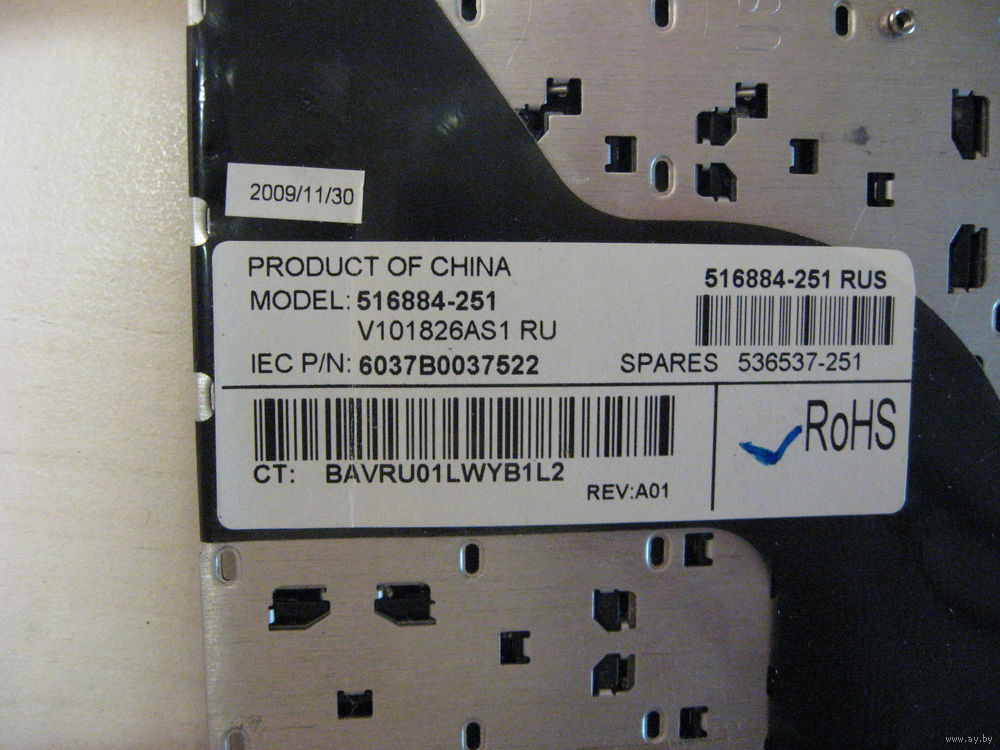 2009/11/30
PRODUCT OF CHINA
MODEL: 516884-251
V101826AS1 RU
IEC P/N: 6037B0037522
516884-251 RUS
SPARES 536537-251
CT: BAVRU01LWYB1L2
REV:A01
RoHS
www.ay.by